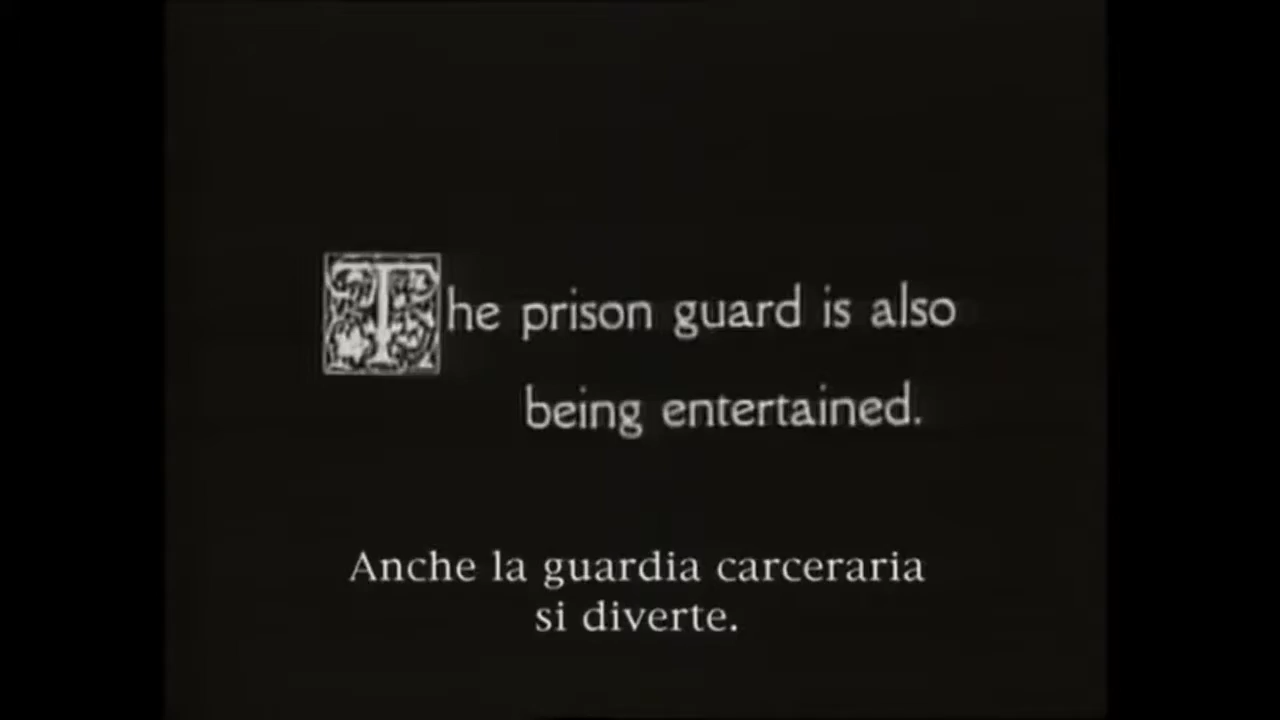 The prison guard is also
being entertained.
Anche la guardia carceraria
si diverte.